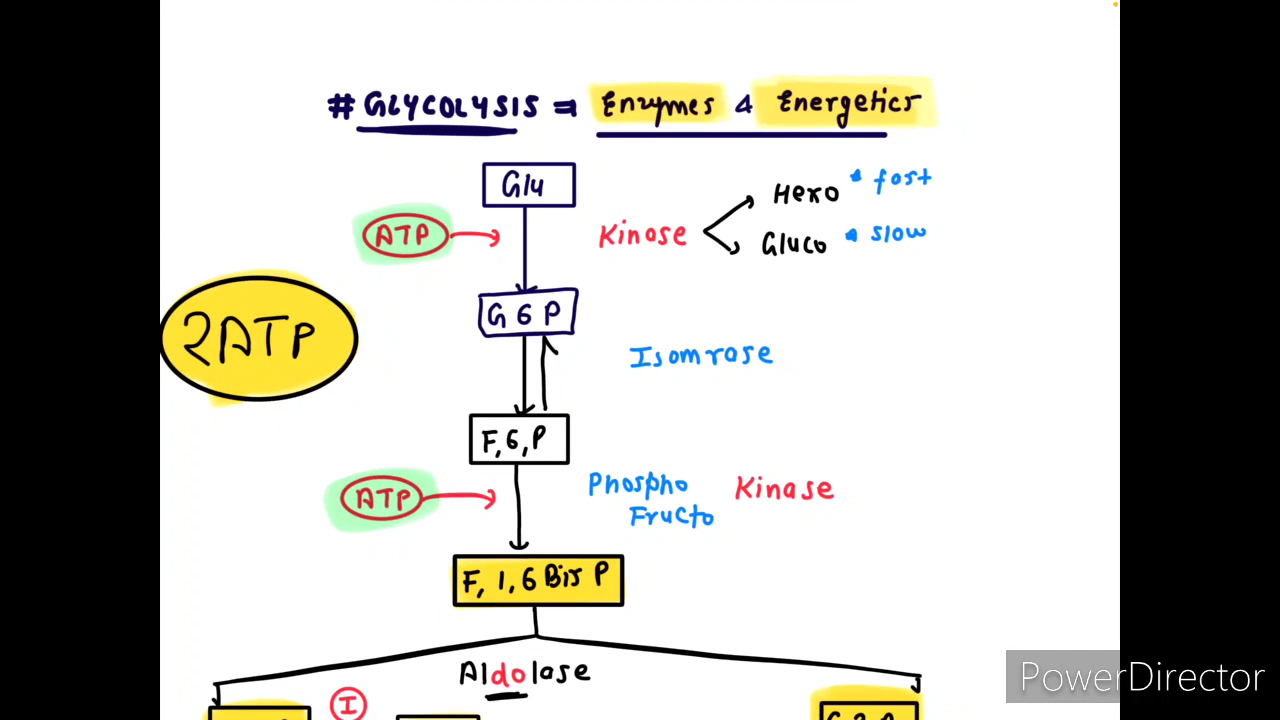 # GLYCOLYSIS = Enzymes & Energetics
Glu
Hexo * fast
ATP
Kinase
Gluco * slow
G 6 P
2ATP
Isomrase
F, 6, P
ATP
Phospho Kinase
Fructo
F, 1, 6 Bis P
Aldolase
I
PowerDirector